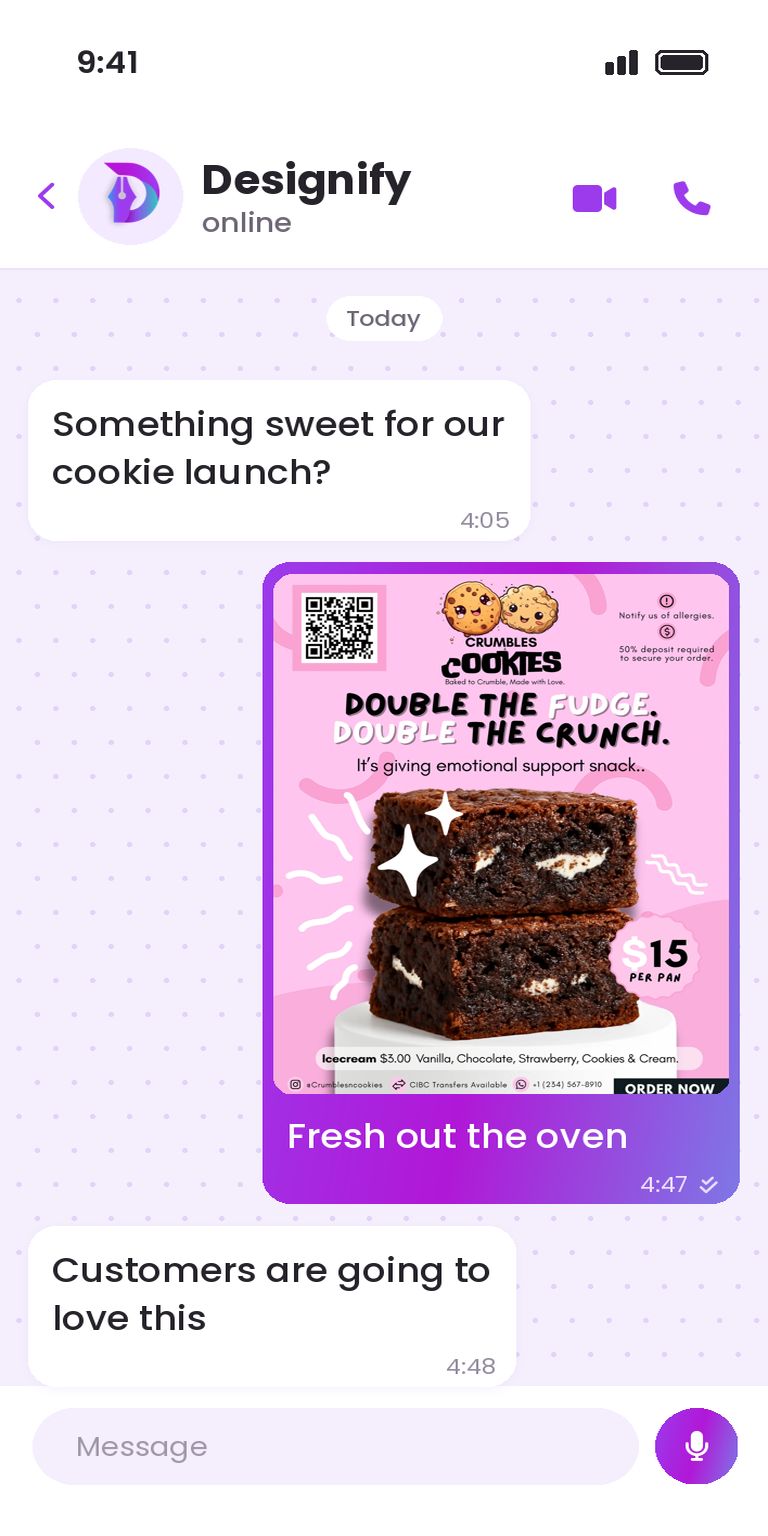 9:41
Designify
online
Today
Something sweet for our
cookie launch?
4:05
Notify us of allergies.
50% deposit required
to secure your order.
CRUMBLES
COOKIES
Baked to Crumble, Made with Love.
DOUBLE THE FUDGE.
DOUBLE THE CRUNCH.
It's giving emotional support snack..
$15
PER PAN
Icecream $3.00 Vanilla, Chocolate, Strawberry, Cookies & Cream.
@Crumblesncookies CIBC Transfers Available +1 (234) 567-8910 ORDER NOW
Fresh out the oven
4:47
Customers are going to
love this
4:48
Message